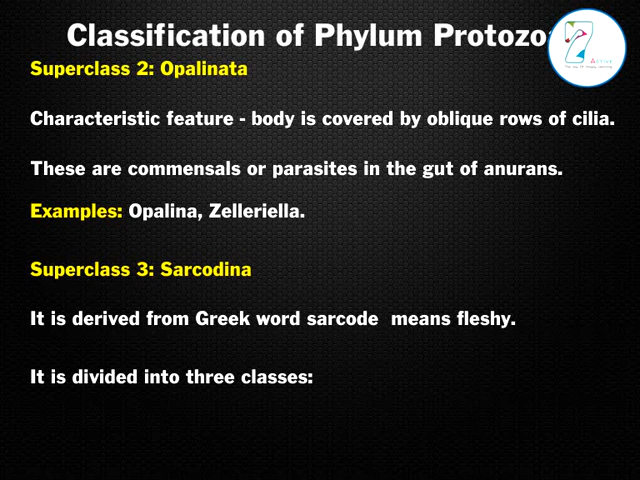 Classification of Phylum Protozoa
Superclass 2: Opalinata
Characteristic feature - body is covered by oblique rows of cilia.
These are commensals or parasites in the gut of anurans.
Examples: Opalina, Zelleriella.
Superclass 3: Sarcodina
It is derived from Greek word sarcode means fleshy.
It is divided into three classes: